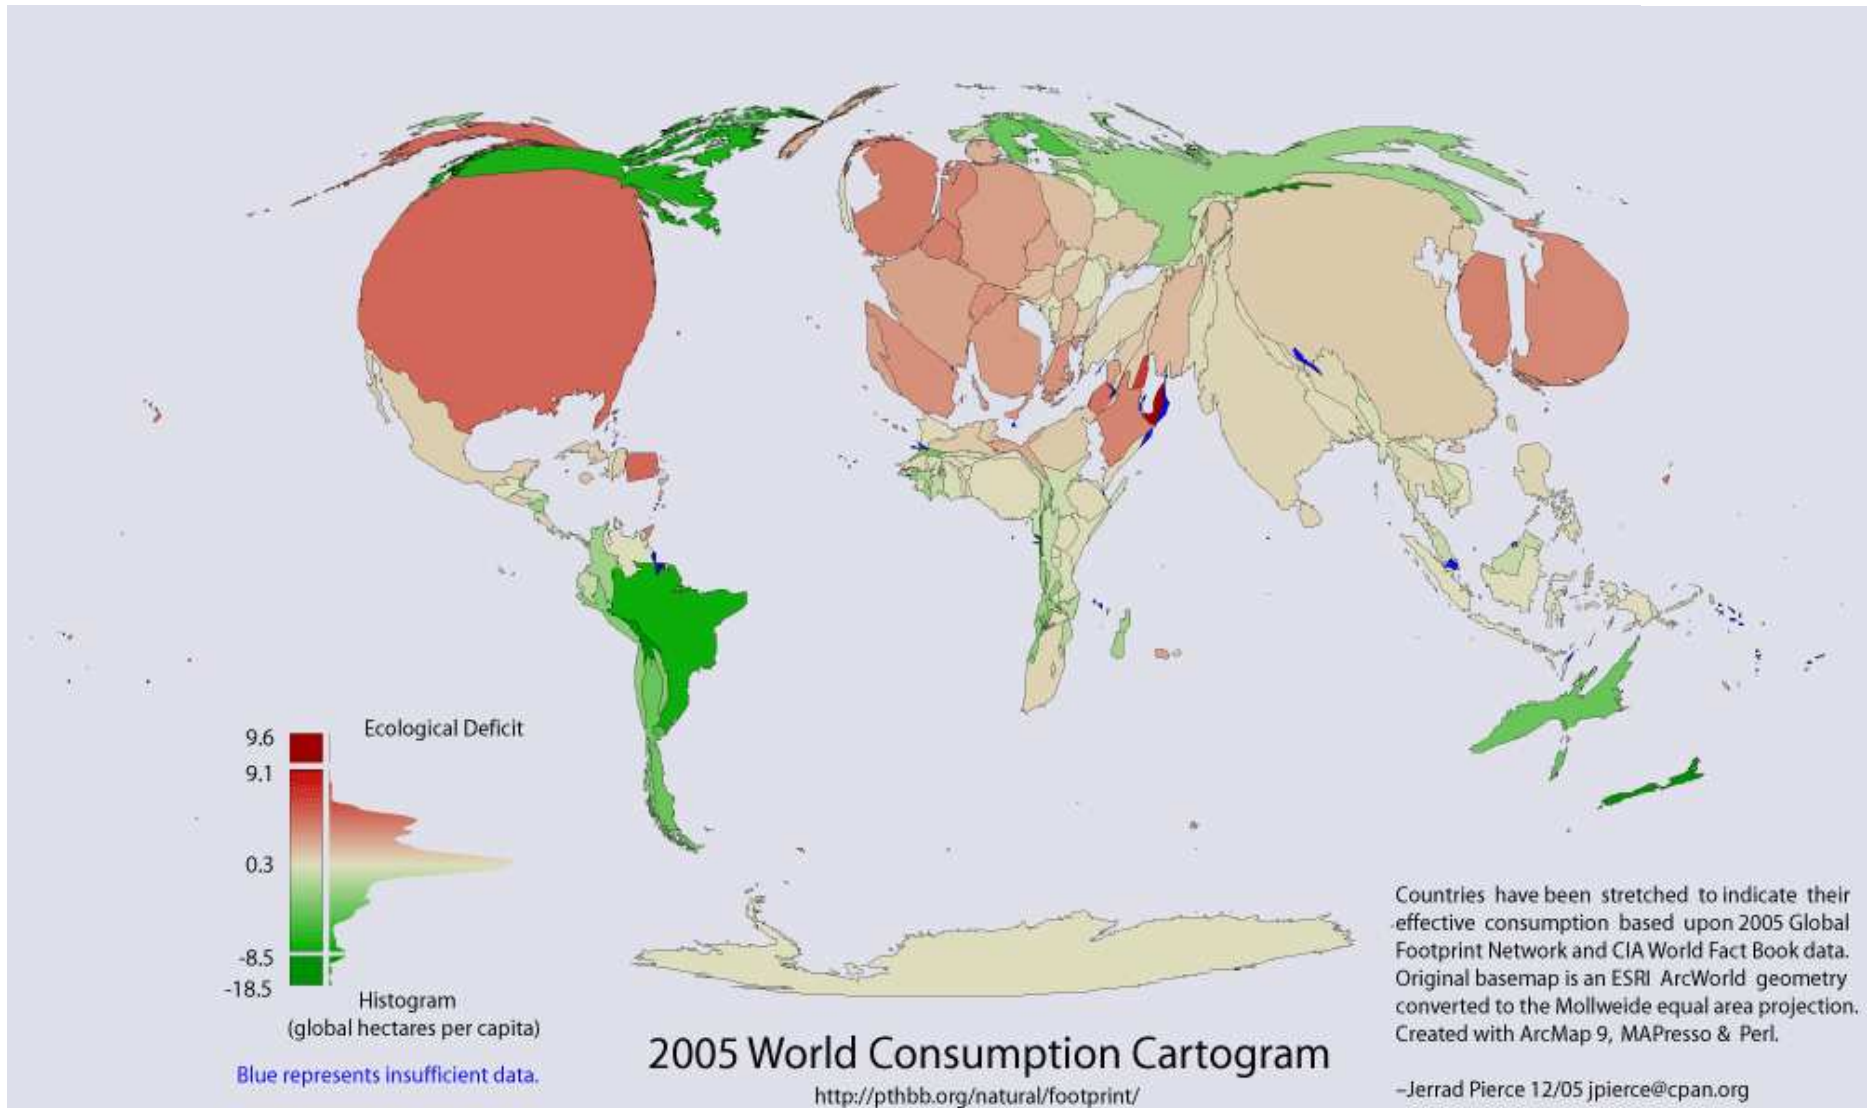 Ecological Deficit
9.6
9.1
0.3
-8.5
-18.5
Histogram
(global hectares per capita)
Blue represents insufficient data.
2005 World Consumption Cartogram
http://pthbb.org/natural/footprint/
Countries have been stretched to indicate their
effective consumption based upon 2005 Global
Footprint Network and CIA World Fact Book data.
Original basemap is an ESRI ArcWorld geometry
converted to the Mollweide equal area projection.
Created with ArcMap 9, MAPresso & Perl.
–Jerrad Pierce 12/05 jpierce@cpan.org